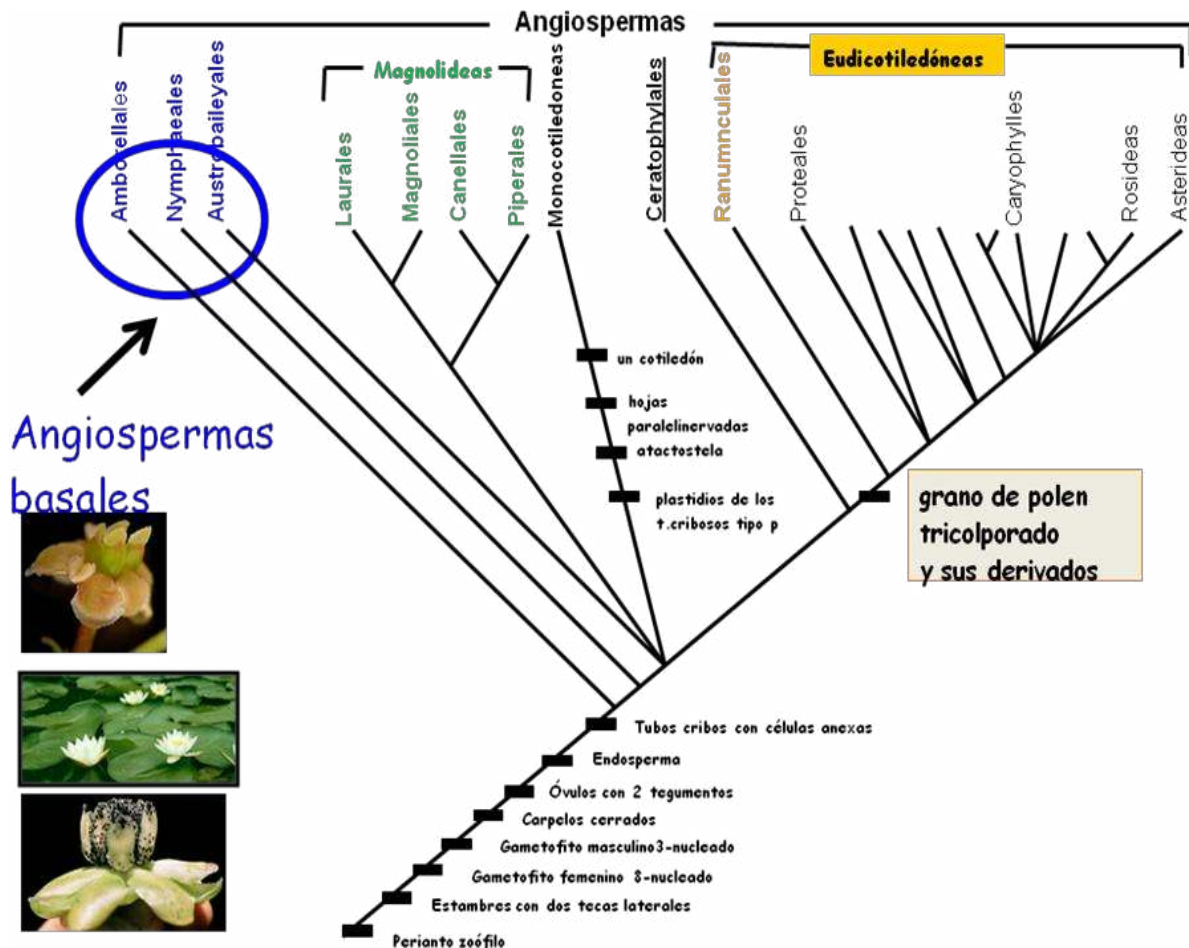 Angiospermas
Magnolideas
Eudicotiledóneas
Amborellales
Nymphaeales
Austrobaileyales
Laurales
Magnoliales
Canellales
Piperales
Monocotiledoneas
Ceratophylales
Ranumnculales
Proteales
Caryophylles
Rosideas
Asterideas
Angiospermas
basales
un cotiledón
hojas
paralelinervadas
atactostela
plastidios de los
t.cribosos tipo p
grano de polen
tricolporado
y sus derivados
Tubos cribos con células anexas
Endosperma
Óvulos con 2 tegumentos
Carpelos cerrados
Gametofito masculino3-nucleado
Gametofito femenino 8-nucleado
Estambres con dos tecas laterales
Perianto zoófilo